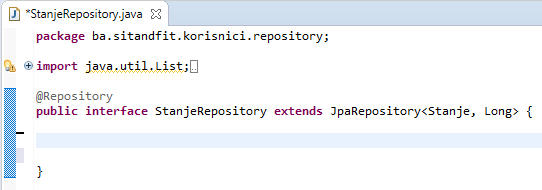 *StanjeRepository.java
package ba.sitandfit.korisnici.repository;
import java.util.List;
@Repository
public interface StanjeRepository extends JpaRepository<Stanje, Long> {
}